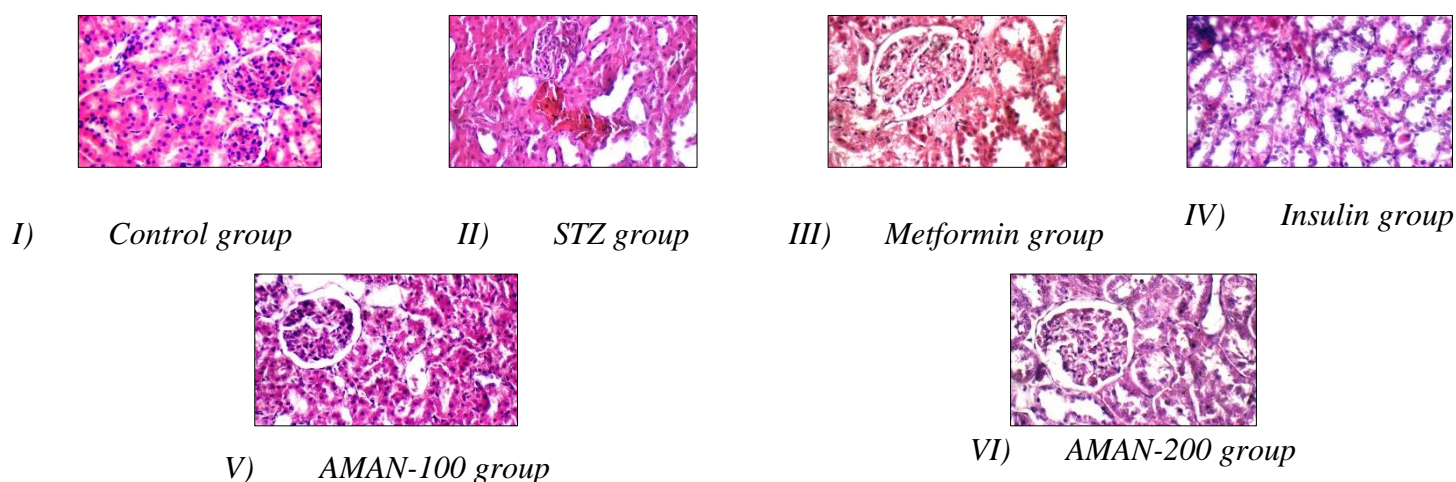 I) Control group
II) STZ group
III) Metformin group
IV) Insulin group
V) AMAN-100 group
VI) AMAN-200 group